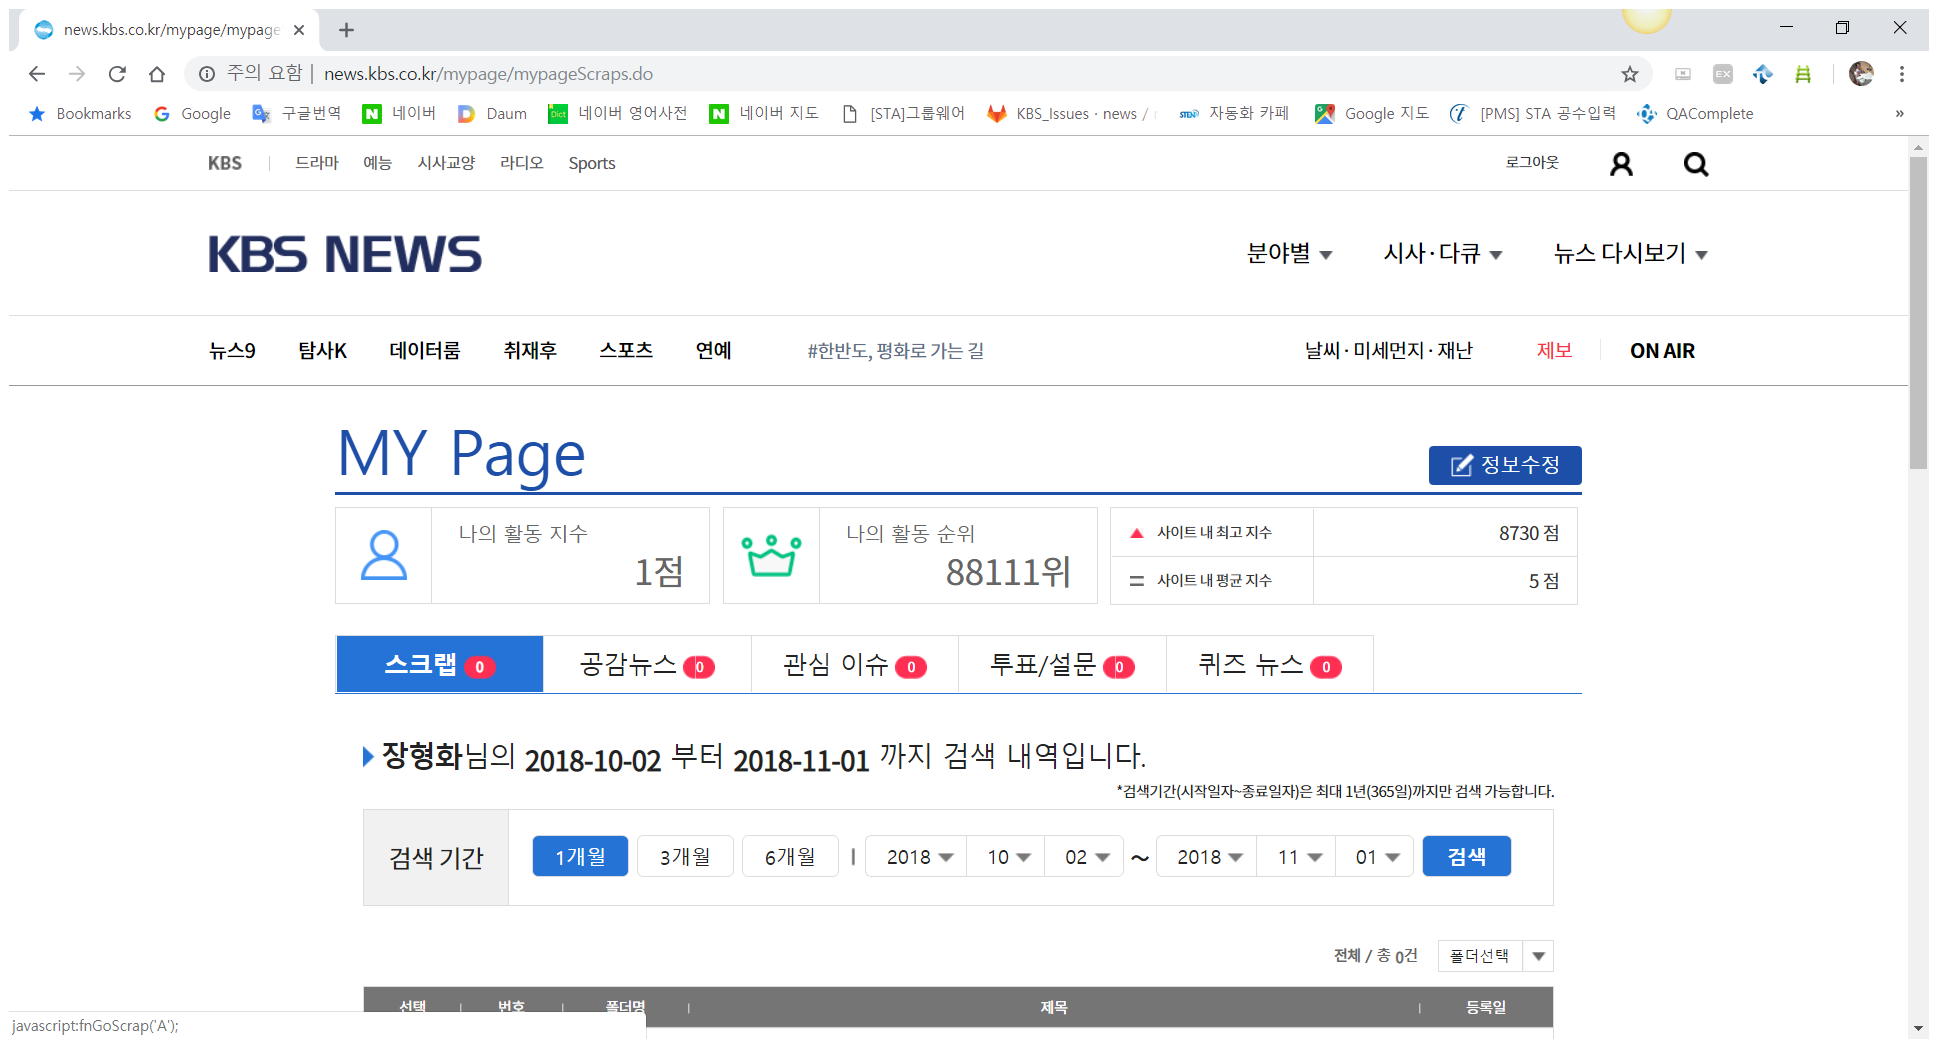 news.kbs.co.kr/mypage/mypage
주의 요함 | news.kbs.co.kr/mypage/mypageScraps.do
Bookmarks Google 구글번역 네이버 Daum 네이버 영어사전 네이버 지도 [STA]그룹웨어 KBS_Issues · news / 자동화 카페 Google 지도 [PMS] STA 공수입력 QAComplete »
KBS 드라마 예능 시사교양 라디오 Sports 로그아웃
KBS NEWS 분야별 시사·다큐 뉴스 다시보기
뉴스9 탐사K 데이터룸 취재후 스포츠 연예 #한반도, 평화로 가는 길 날씨·미세먼지·재난 제보 ON AIR
MY Page
정보수정
나의 활동 지수
1점
나의 활동 순위
88111위
사이트 내 최고 지수 8730 점
사이트 내 평균 지수 5 점
스크랩 0 공감뉴스 0 관심 이슈 0 투표/설문 0 퀴즈 뉴스 0
장형화님의 2018-10-02 부터 2018-11-01 까지 검색 내역입니다.
*검색기간(시작일자~종료일자)은 최대 1년(365일)까지만 검색 가능합니다.
검색 기간 1개월 3개월 6개월 | 2018 10 02 ~ 2018 11 01 검색
전체 / 총 0건 폴더선택
선택 번호 폴더명 제목 등록일
javascript:fnGoScrap('A');